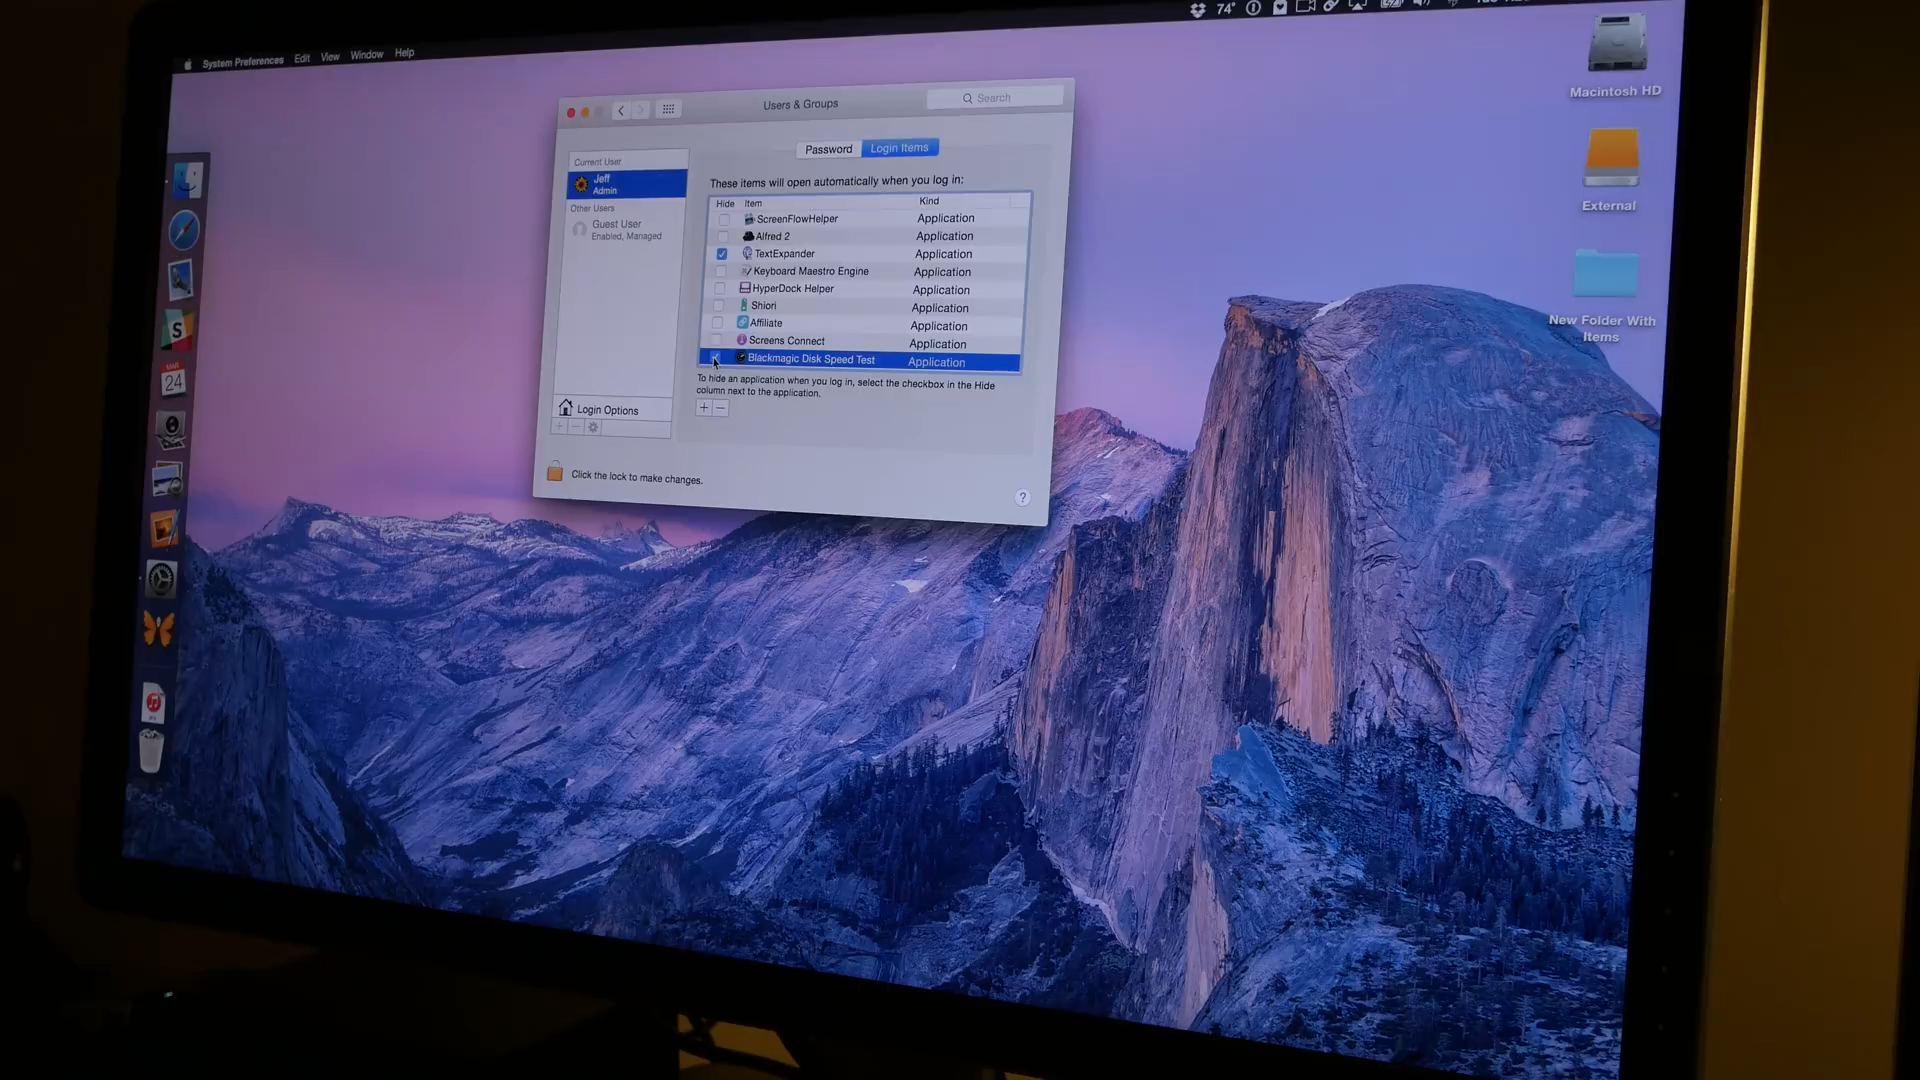 System Preferences Edit View Window Help
74°
Macintosh HD
External
New Folder With
Items
Users & Groups
Search
Password
Login Items
Current User
Jeff
Admin
Other Users
Guest User
Enabled, Managed
Login Options
These items will open automatically when you log in:
Hide Item Kind
ScreenFlowHelper Application
Alfred 2 Application
TextExpander Application
Keyboard Maestro Engine Application
HyperDock Helper Application
Shiori Application
Affiliate Application
Screens Connect Application
Blackmagic Disk Speed Test Application
To hide an application when you log in, select the checkbox in the Hide
column next to the application.
Click the lock to make changes.
?
S
MAR
24